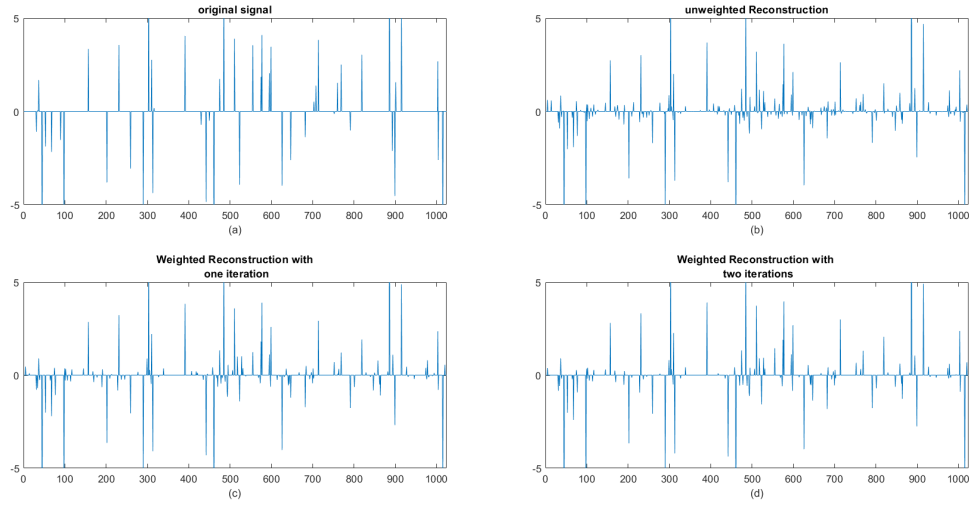 original signal
5
0
-5
0 100 200 300 400 500 600 700 800 900 1000
(a)
unweighted Reconstruction
5
0
-5
0 100 200 300 400 500 600 700 800 900 1000
(b)
Weighted Reconstruction with
one iteration
5
0
-5
0 100 200 300 400 500 600 700 800 900 1000
(c)
Weighted Reconstruction with
two iterations
5
0
-5
0 100 200 300 400 500 600 700 800 900 1000
(d)